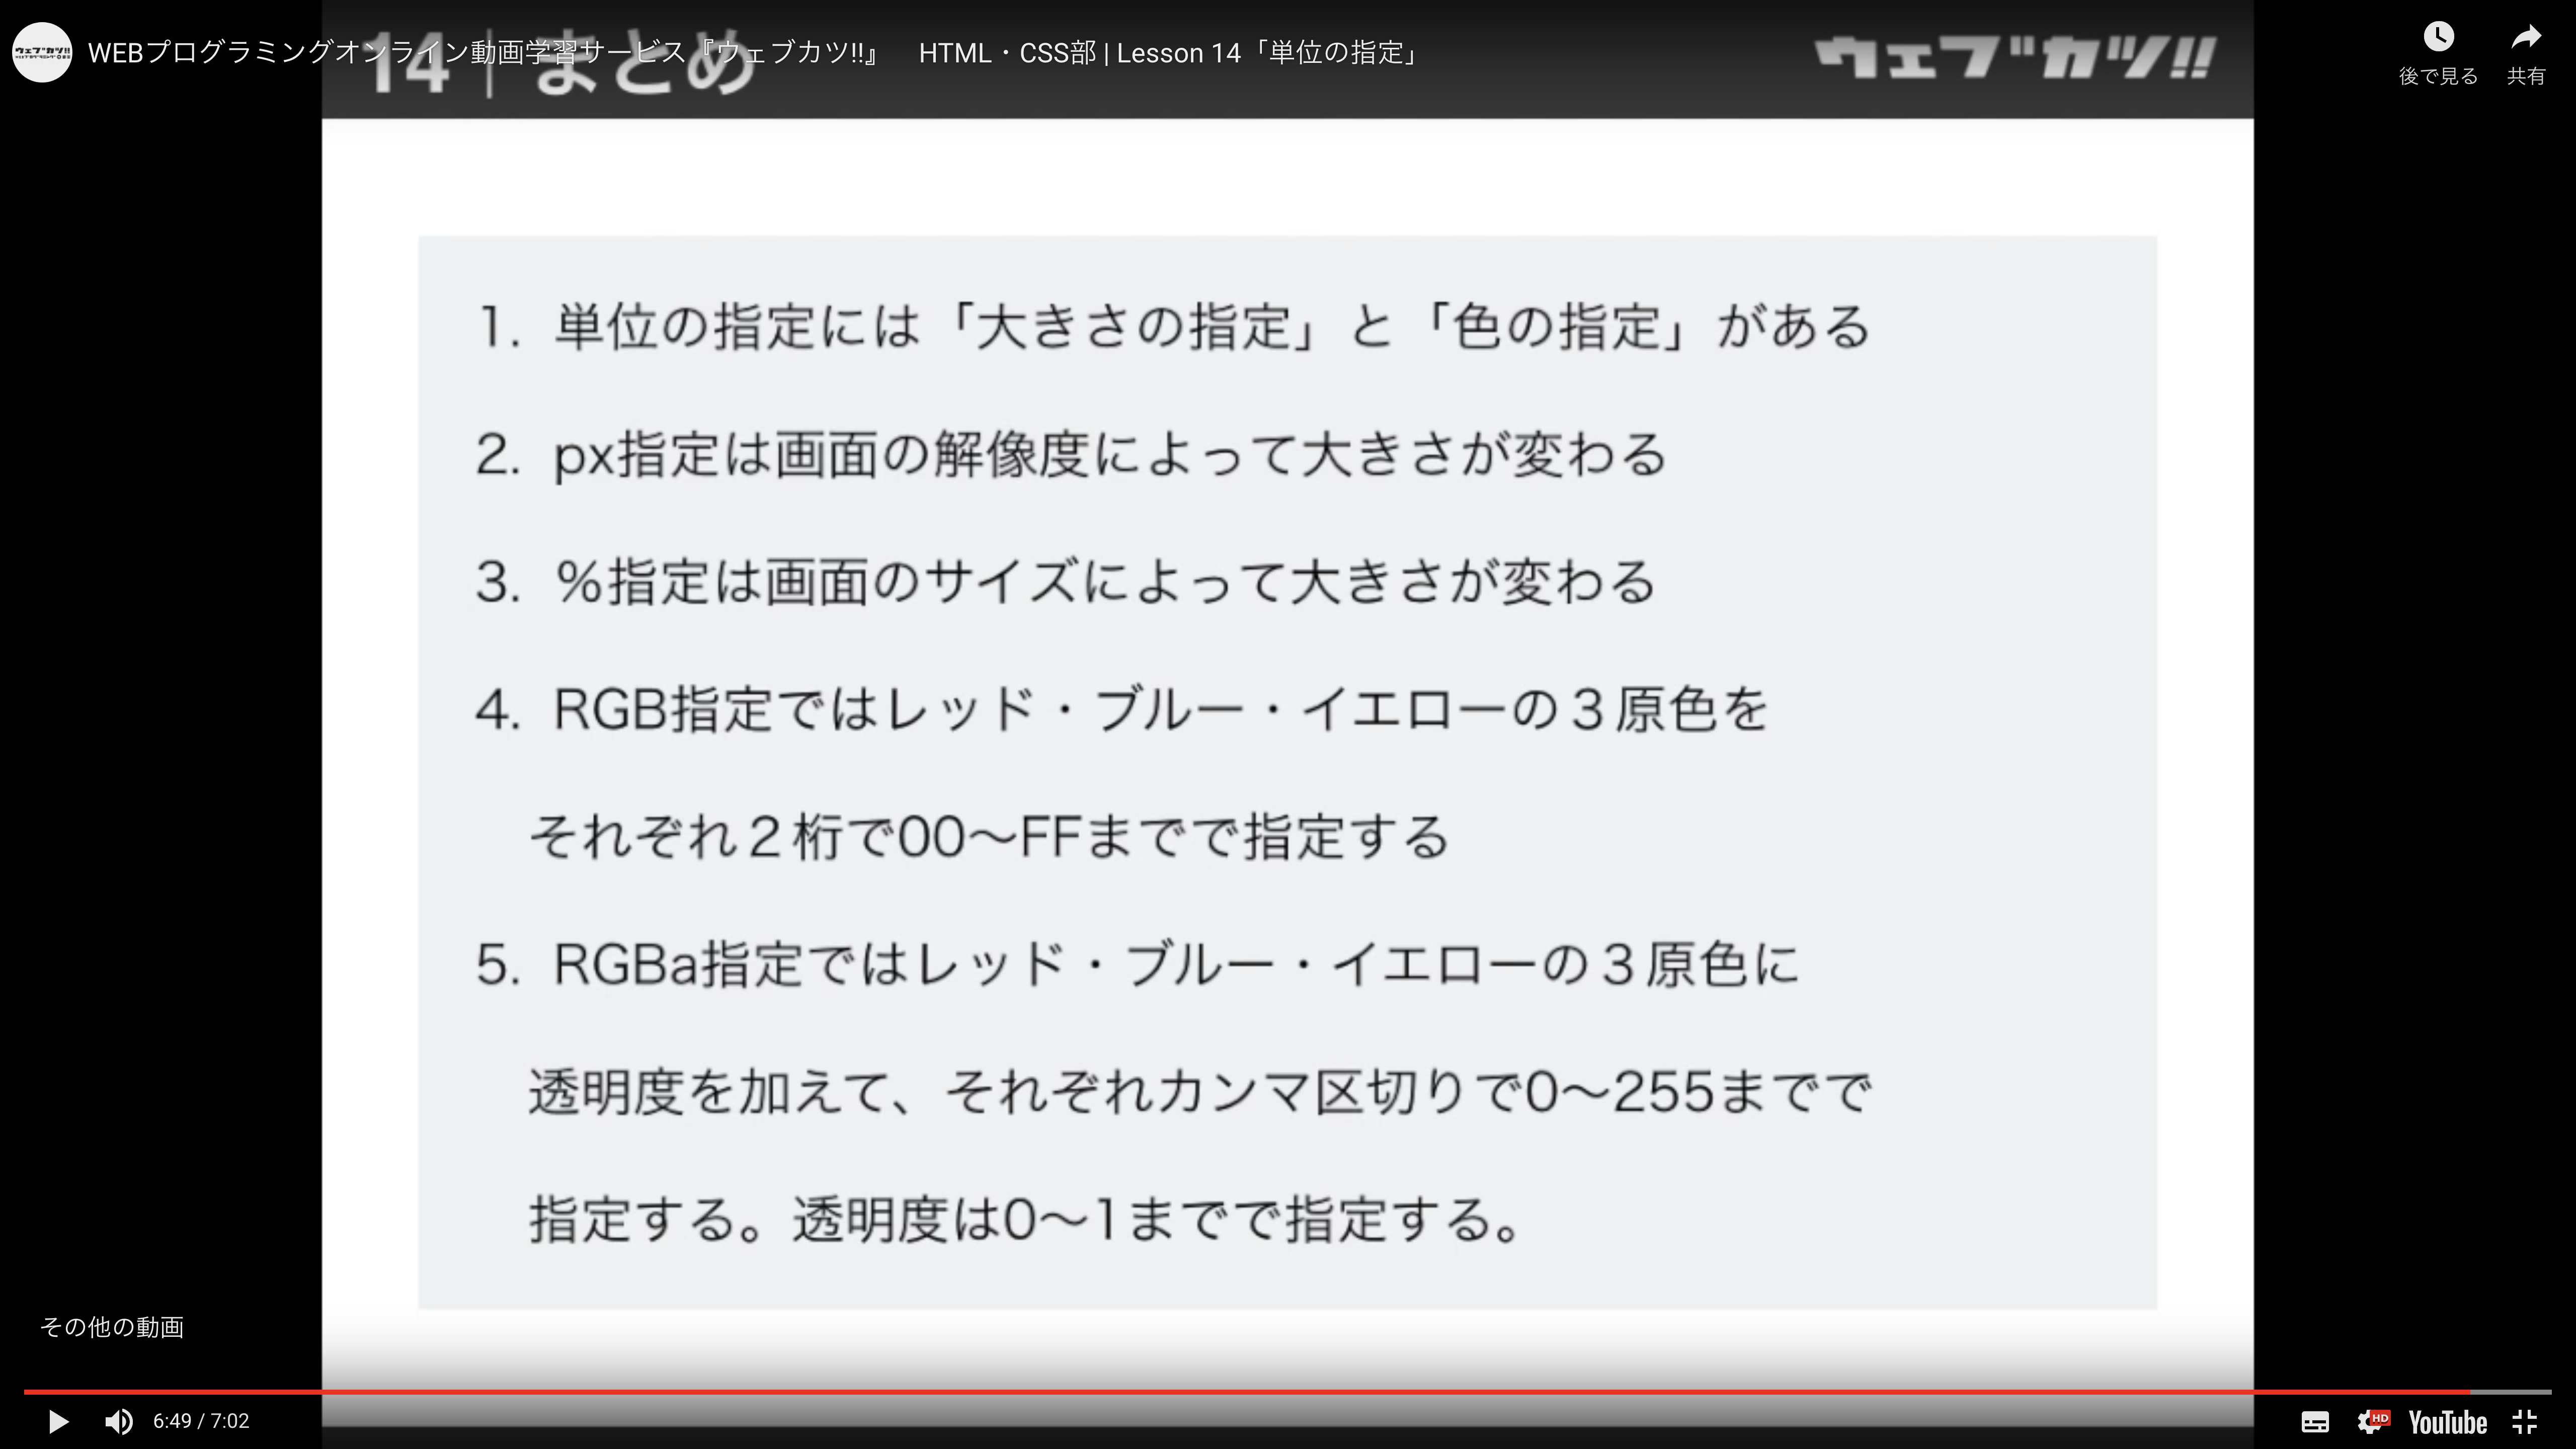 WEBプログラミングオンライン動画学習サービス『ウェブカツ!!』　HTML・CSS部 | Lesson 14「単位の指定」
14｜まとめ
ウェブカツ!!
後で見る
共有
1. 単位の指定には「大きさの指定」と「色の指定」がある
2. px指定は画面の解像度によって大きさが変わる
3. %指定は画面のサイズによって大きさが変わる
4. RGB指定ではレッド・ブルー・イエローの３原色を
それぞれ２桁で00〜FFまでで指定する
5. RGBa指定ではレッド・ブルー・イエローの３原色に
透明度を加えて、それぞれカンマ区切りで0〜255までで
指定する。透明度は0〜1までで指定する。
その他の動画
6:49 / 7:02
HD
YouTube